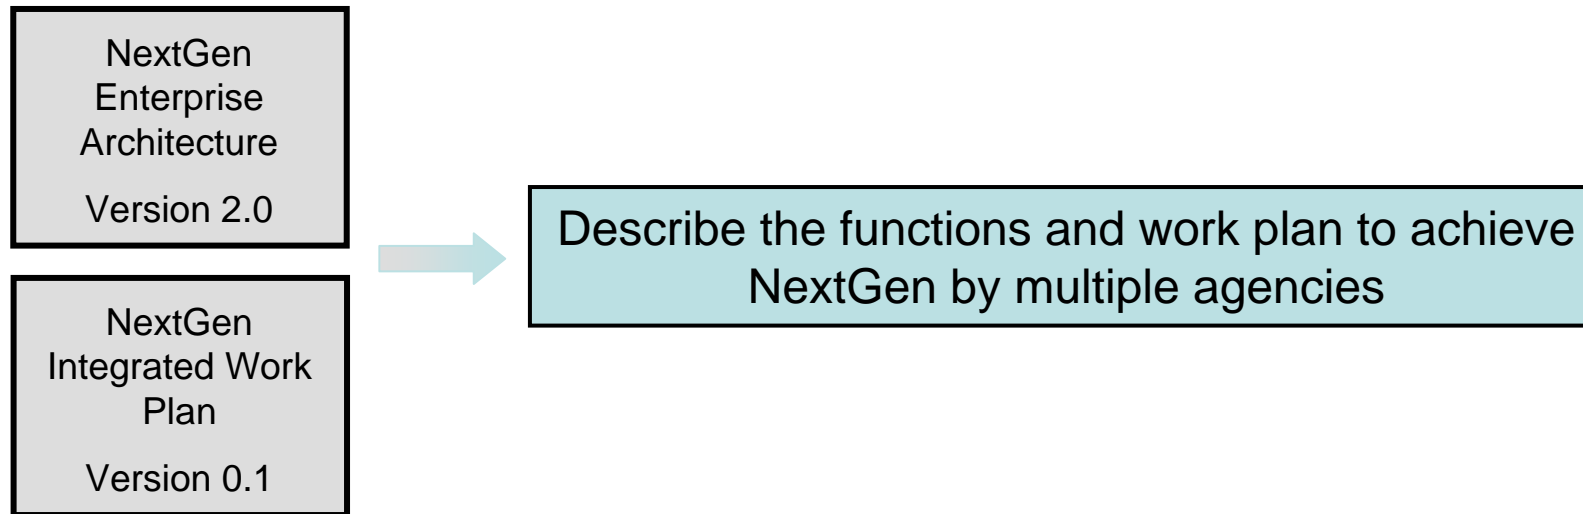 NextGen
Enterprise
Architecture
Version 2.0
Describe the functions and work plan to achieve
NextGen by multiple agencies
NextGen
Integrated Work
Plan
Version 0.1